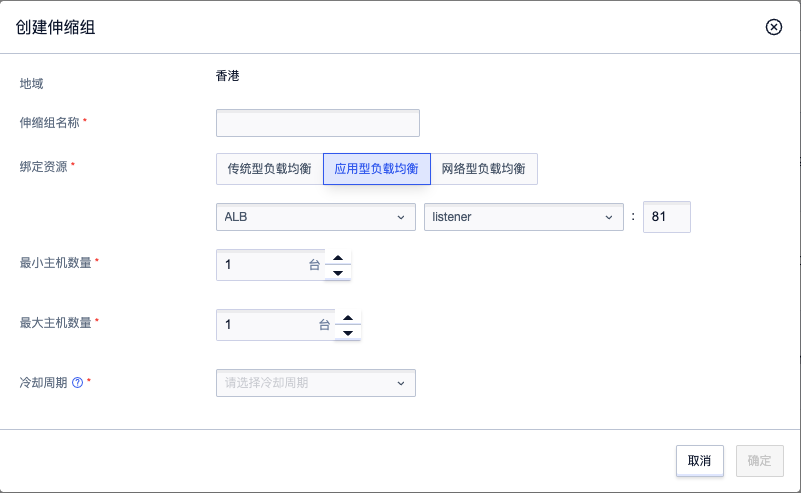 创建伸缩组
地域 香港
伸缩组名称 *
绑定资源 * 传统型负载均衡 应用型负载均衡 网络型负载均衡
ALB listener : 81
最小主机数量 * 1 台
最大主机数量 * 1 台
冷却周期 ? * 请选择冷却周期
取消 确定